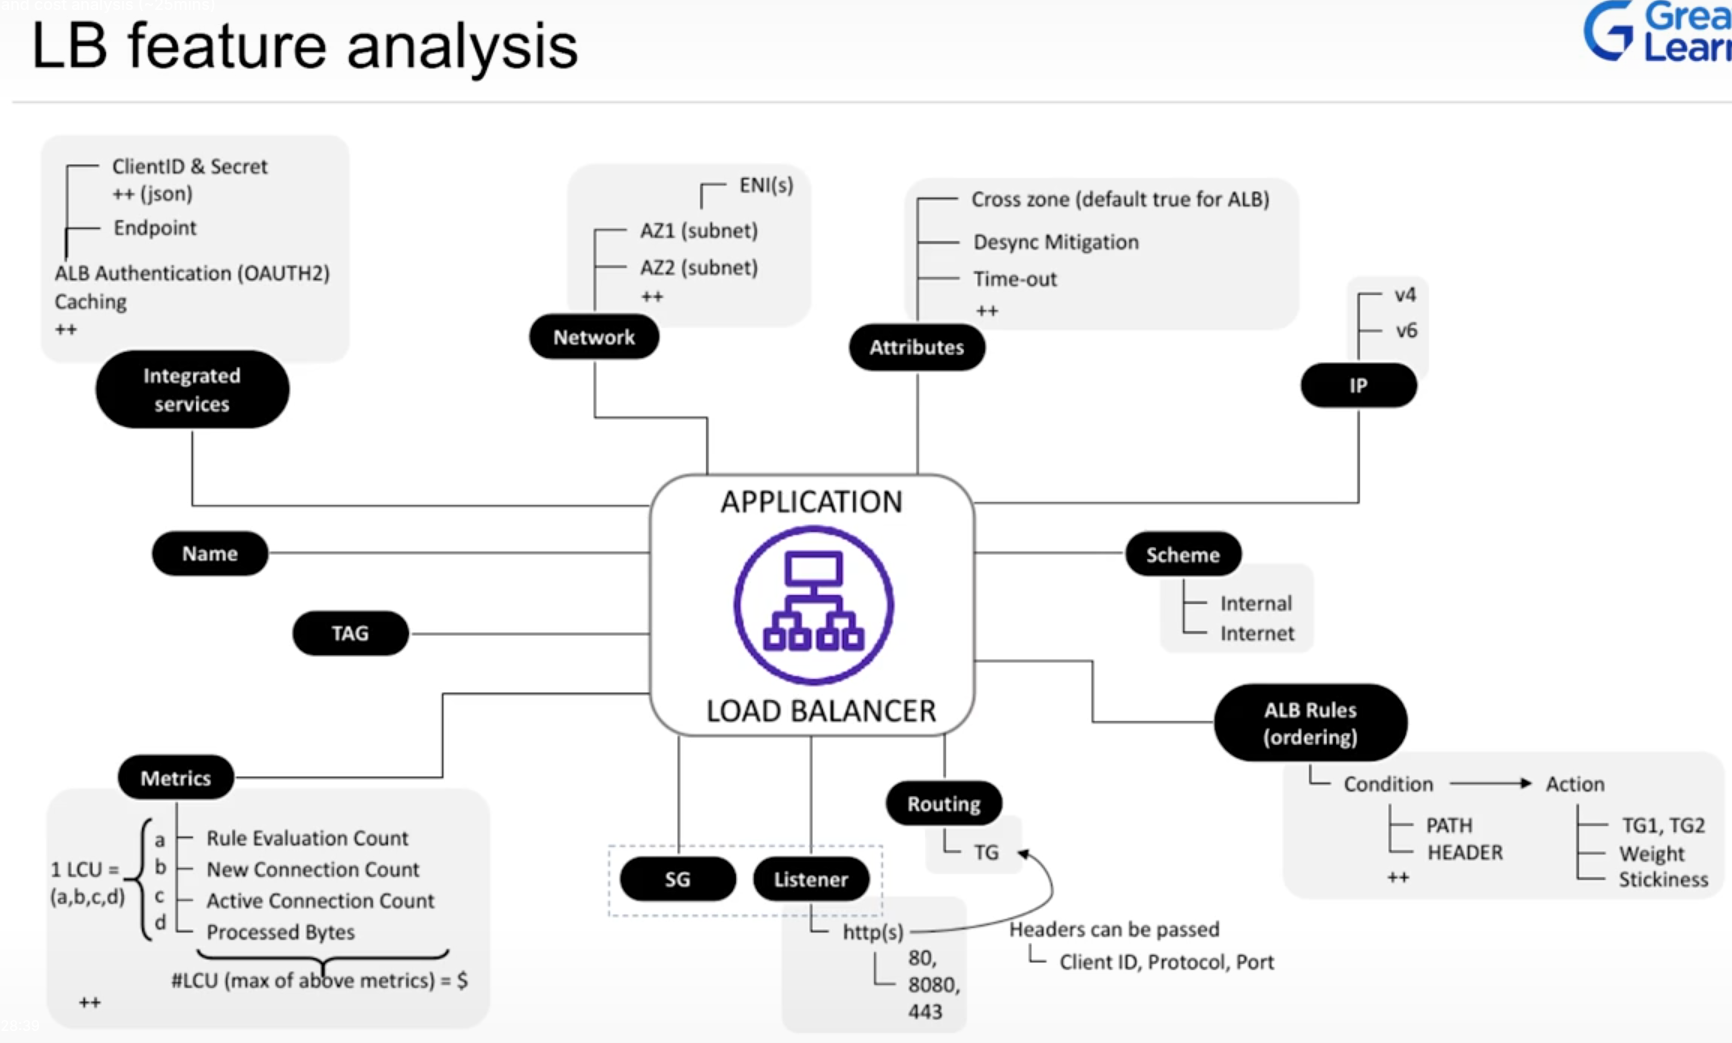 and cost analysis (~25mins)
LB feature analysis
Grea
Lear
ClientID & Secret
++ (json)
Endpoint
ALB Authentication (OAUTH2)
Caching
++
Integrated
services
ENI(s)
AZ1 (subnet)
AZ2 (subnet)
++
Network
Cross zone (default true for ALB)
Desync Mitigation
Time-out
++
Attributes
v4
v6
IP
APPLICATION
LOAD BALANCER
Name
TAG
Scheme
Internal
Internet
ALB Rules
(ordering)
Condition
Action
PATH
HEADER
++
TG1, TG2
Weight
Stickiness
Metrics
1 LCU =
(a,b,c,d)
a Rule Evaluation Count
b New Connection Count
c Active Connection Count
d Processed Bytes
#LCU (max of above metrics) = $
++
SG
Listener
http(s)
80,
8080,
443
Routing
TG
Headers can be passed
Client ID, Protocol, Port